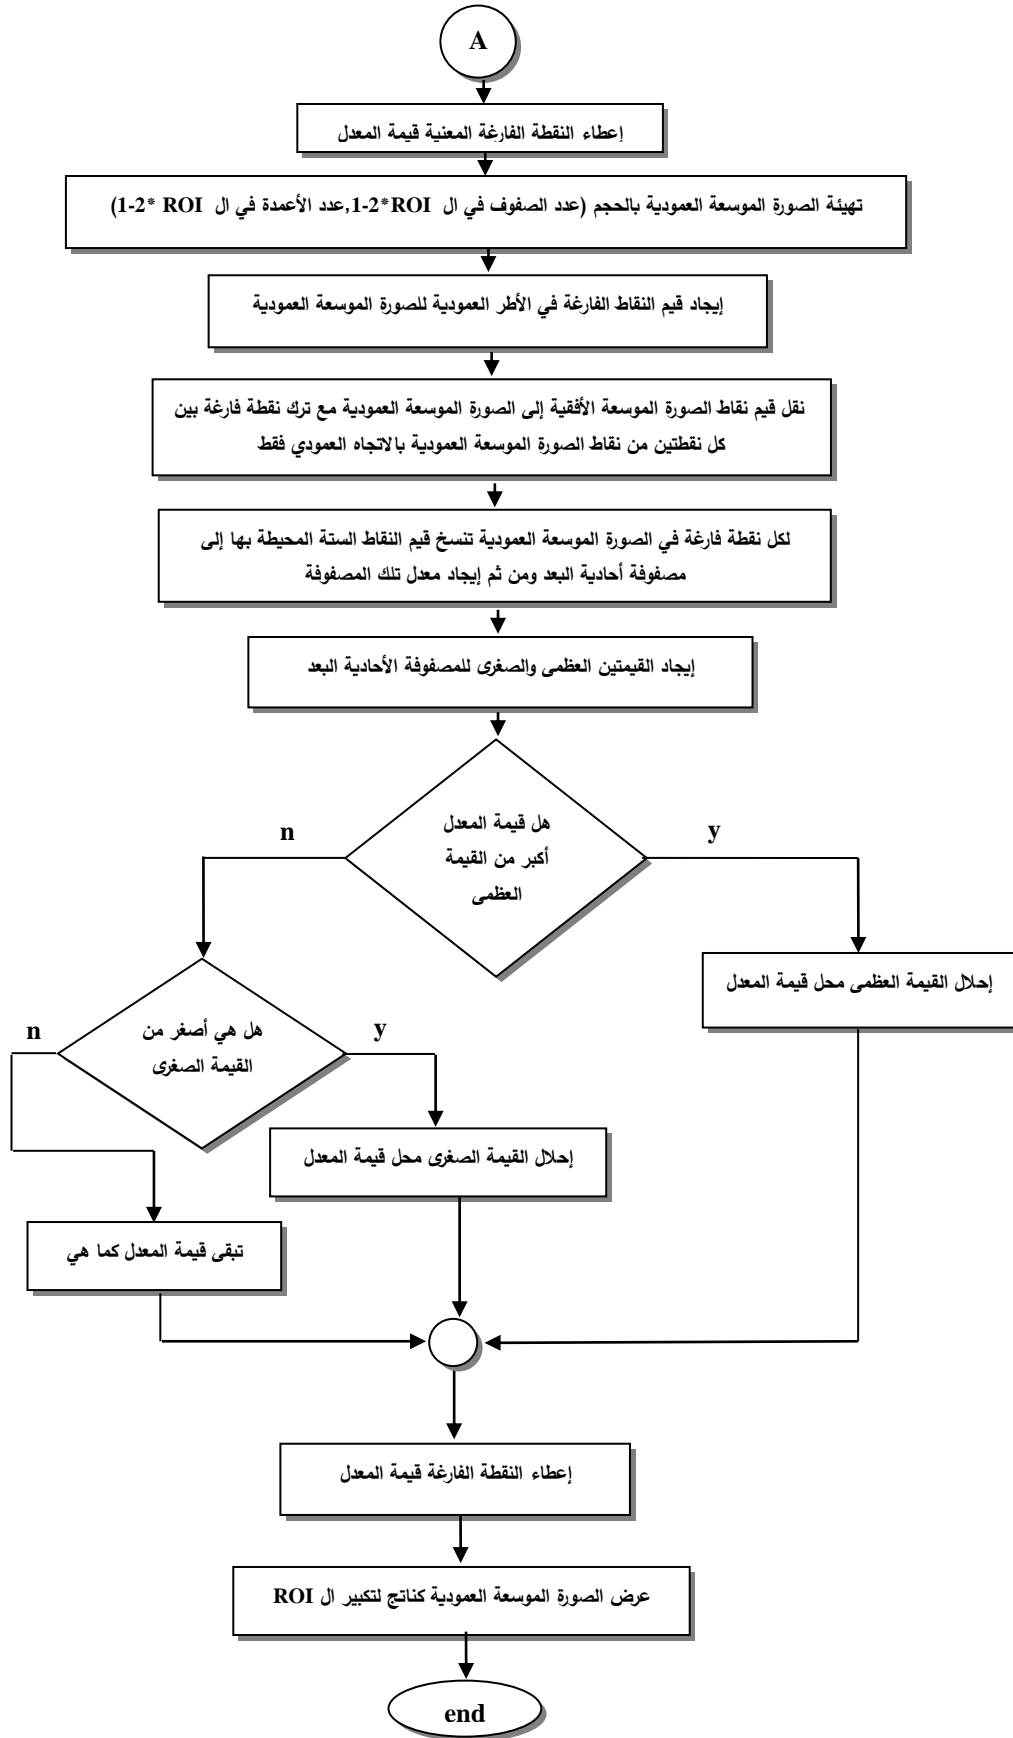 A
إعطاء النقطة الفارغة المعنية قيمة المعدل
تهيئة الصورة الموسعة العمودية بالحجم (عدد الصفوف في ال ROI*2-1,عدد الأعمدة في ال ROI *2-1)
إيجاد قيم النقاط الفارغة في الأطر العمودية للصورة الموسعة العمودية
نقل قيم نقاط الصورة الموسعة الأفقية إلى الصورة الموسعة العمودية مع ترك نقطة فارغة بين
كل نقطتين من نقاط الصورة الموسعة العمودية بالاتجاه العمودي فقط
لكل نقطة فارغة في الصورة الموسعة العمودية تنسخ قيم النقاط الستة المحيطة بها إلى
مصفوفة أحادية البعد ومن ثم إيجاد معدل تلك المصفوفة
إيجاد القيمتين العظمى والصغرى للمصفوفة الأحادية البعد
هل قيمة المعدل
أكبر من القيمة
العظمى
n
y
إحلال القيمة العظمى محل قيمة المعدل
هل هي أصغر من
القيمة الصغرى
n
y
إحلال القيمة الصغرى محل قيمة المعدل
تبقى قيمة المعدل كما هي
إعطاء النقطة الفارغة قيمة المعدل
عرض الصورة الموسعة العمودية كناتج لتكبير ال ROI
end